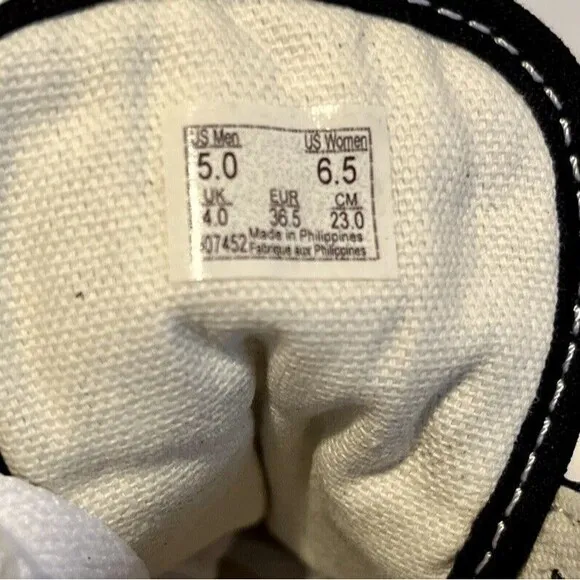 US Men US Women
5.0 6.5
UK EUR CM
4.0 36.5 23.0
Made in Philippines
Fabrique aux Philippines